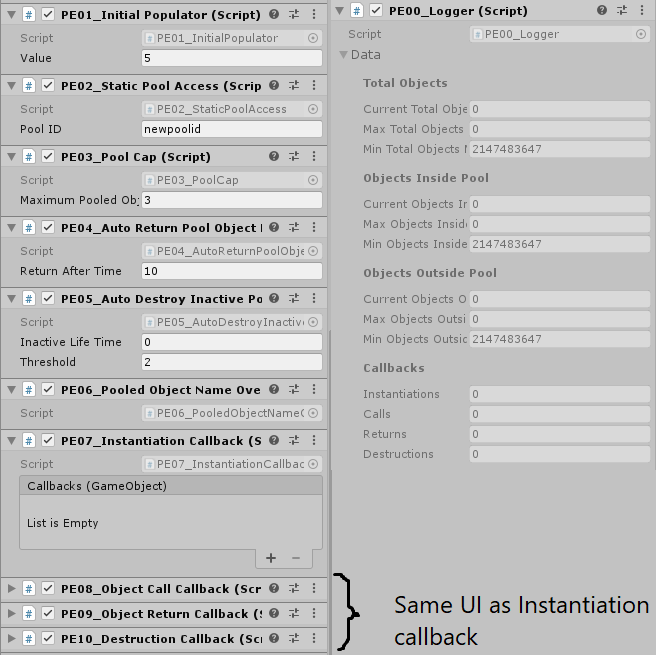 PE01_Initial Populator (Script)
Script PE01_InitialPopulator
Value 5
PE02_Static Pool Access (Scrip
Script PE02_StaticPoolAccess
Pool ID newpoolid
PE03_Pool Cap (Script)
Script PE03_PoolCap
Maximum Pooled Obj 3
PE04_Auto Return Pool Object
Script PE04_AutoReturnPoolObje
Return After Time 10
PE05_Auto Destroy Inactive Po
Script PE05_AutoDestroyInactive
Inactive Life Time 0
Threshold 2
PE06_Pooled Object Name Ove
Script PE06_PooledObjectName
PE07_Instantiation Callback (S
Script PE07_InstantiationCallbac
Callbacks (GameObject)
List is Empty
+ −
PE08_Object Call Callback (Scr
PE09_Object Return Callback (S
PE10_Destruction Callback (Scr
PE00_Logger (Script)
Script PE00_Logger
Data
Total Objects
Current Total Obje 0
Max Total Objects 0
Min Total Objects 2147483647
Objects Inside Pool
Current Objects In 0
Max Objects Insid 0
Min Objects Inside 2147483647
Objects Outside Pool
Current Objects O 0
Max Objects Outsi 0
Min Objects Outsid 2147483647
Callbacks
Instantiations 0
Calls 0
Returns 0
Destructions 0
Same UI as Instantiation
callback